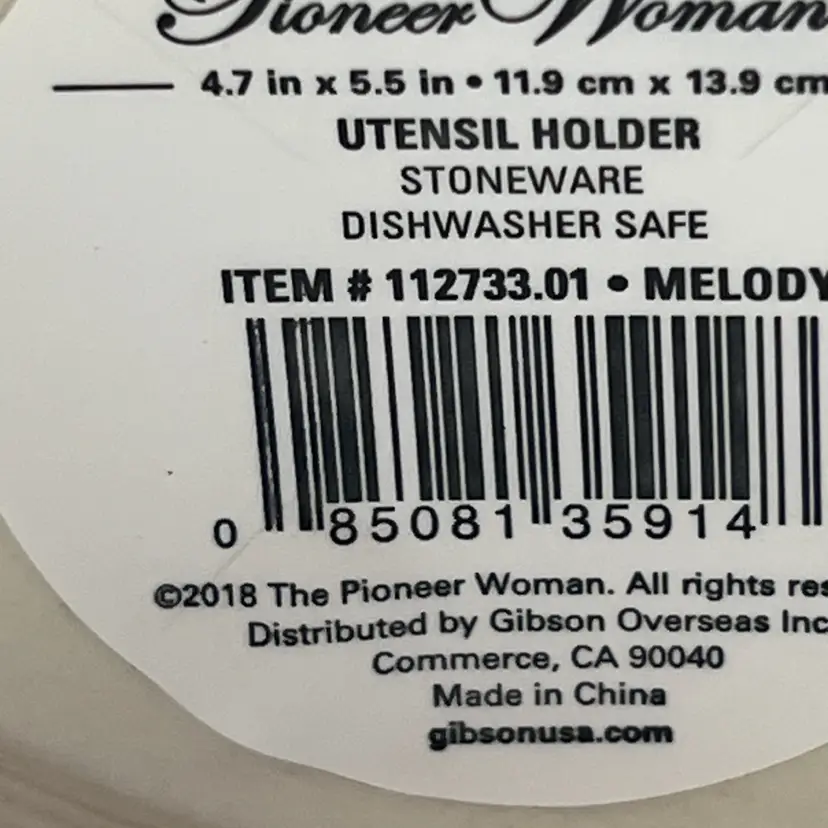 Pioneer Woman
4.7 in x 5.5 in • 11.9 cm x 13.9 cm
UTENSIL HOLDER
STONEWARE
DISHWASHER SAFE
ITEM # 112733.01 • MELODY
0 85081 35914
©2018 The Pioneer Woman. All rights res
Distributed by Gibson Overseas Inc
Commerce, CA 90040
Made in China
gibsonusa.com